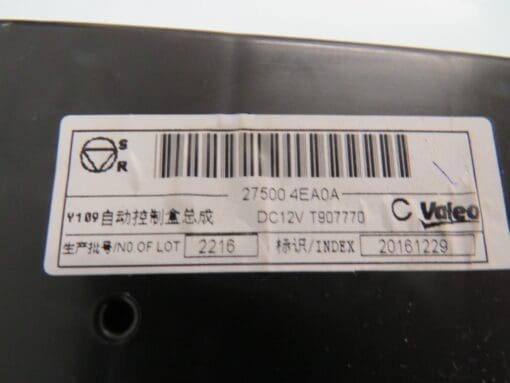 S
R
27500 4EA0A
Y109自动控制盒总成 DC12V T907770 C Valeo
生产批号/NO OF LOT 2216 标识/INDEX 20161229